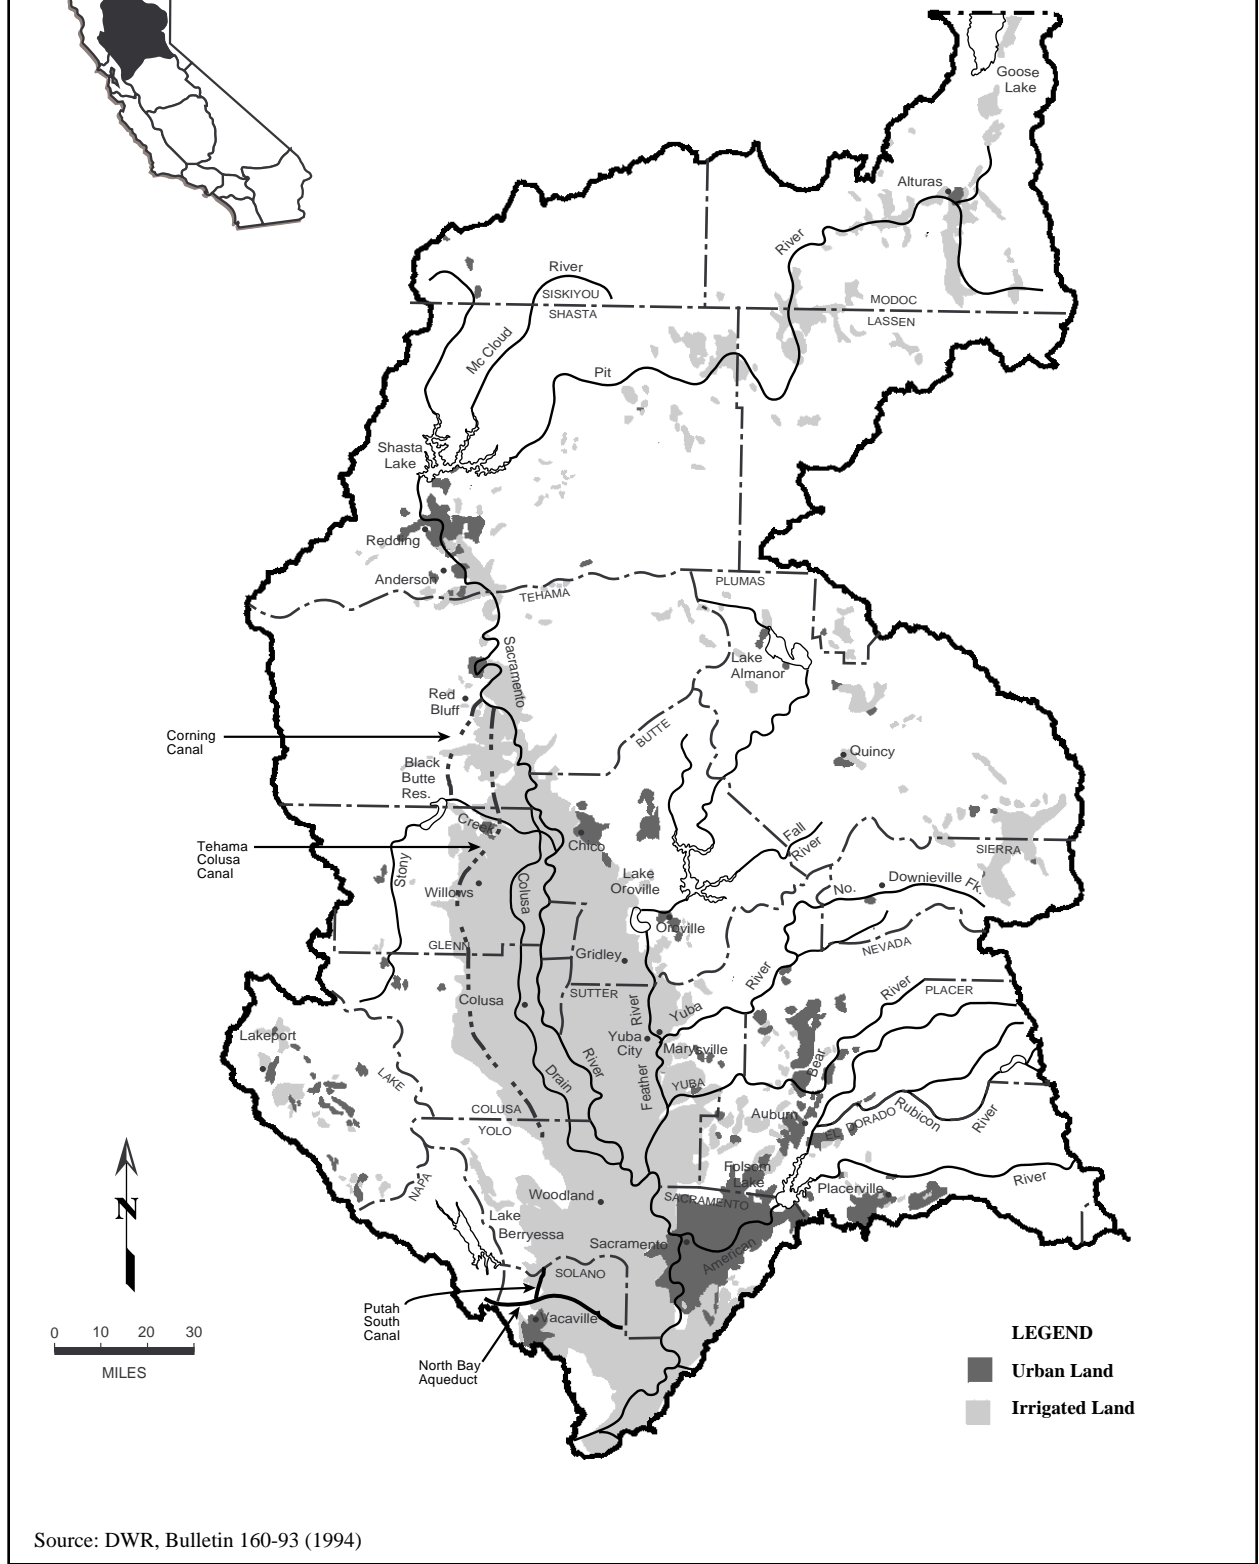 Goose
Lake
Alturas
River
River
SISKIYOU
SHASTA
MODOC
LASSEN
Mc Cloud
Pit
Shasta
Lake
Redding
Anderson
TEHAMA
PLUMAS
Sacramento
Lake
Almanor
Red
Bluff
BUTTE
Corning
Canal
Quincy
Black
Butte
Res.
Creek
Chico
Fall
River
Tehama
Colusa
Canal
SIERRA
Stony
Willows
Colusa
Lake
Oroville
No.
Downieville
Fk.
Oroville
GLENN
Gridley
NEVADA
River
Colusa
SUTTER
River
River
PLACER
Yuba
Lakeport
Yuba
City
Marysville
River
Bear
LAKE
Drain
Feather
YUBA
COLUSA
YOLO
Auburn
EL DORADO
Rubicon
River
Folsom
Lake
NAPA
Placerville
River
N
Woodland
SACRAMENTO
Lake
Berryessa
Sacramento
American
SOLANO
Putah
South
Canal
Vacaville
0 10 20 30
MILES
North Bay
Aqueduct
LEGEND
Urban Land
Irrigated Land
Source: DWR, Bulletin 160-93 (1994)